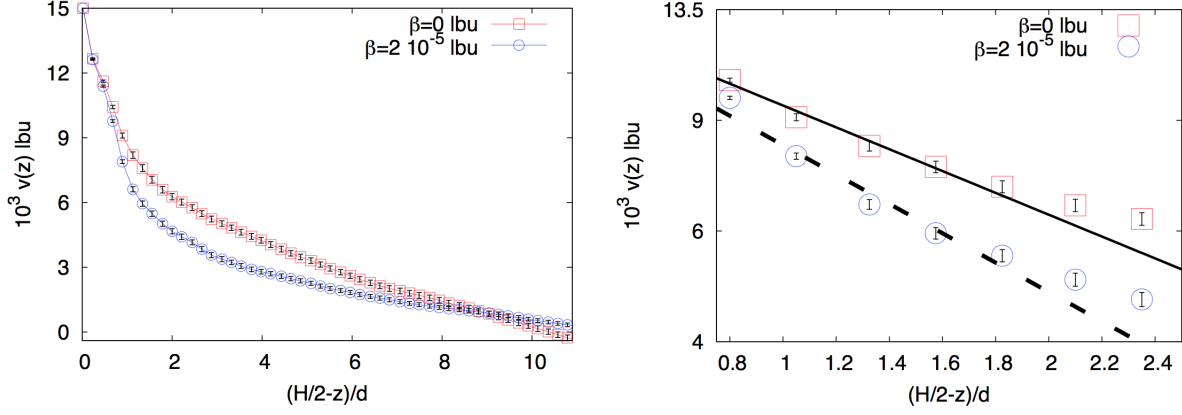 15
12
9
6
3
0
10³ v(z) lbu
β=0 lbu
β=2 10⁻⁵ lbu
0 2 4 6 8 10
(H/2-z)/d
13.5
9
6
4
10³ v(z) lbu
β=0 lbu
β=2 10⁻⁵ lbu
0.8 1 1.2 1.4 1.6 1.8 2 2.2 2.4
(H/2-z)/d